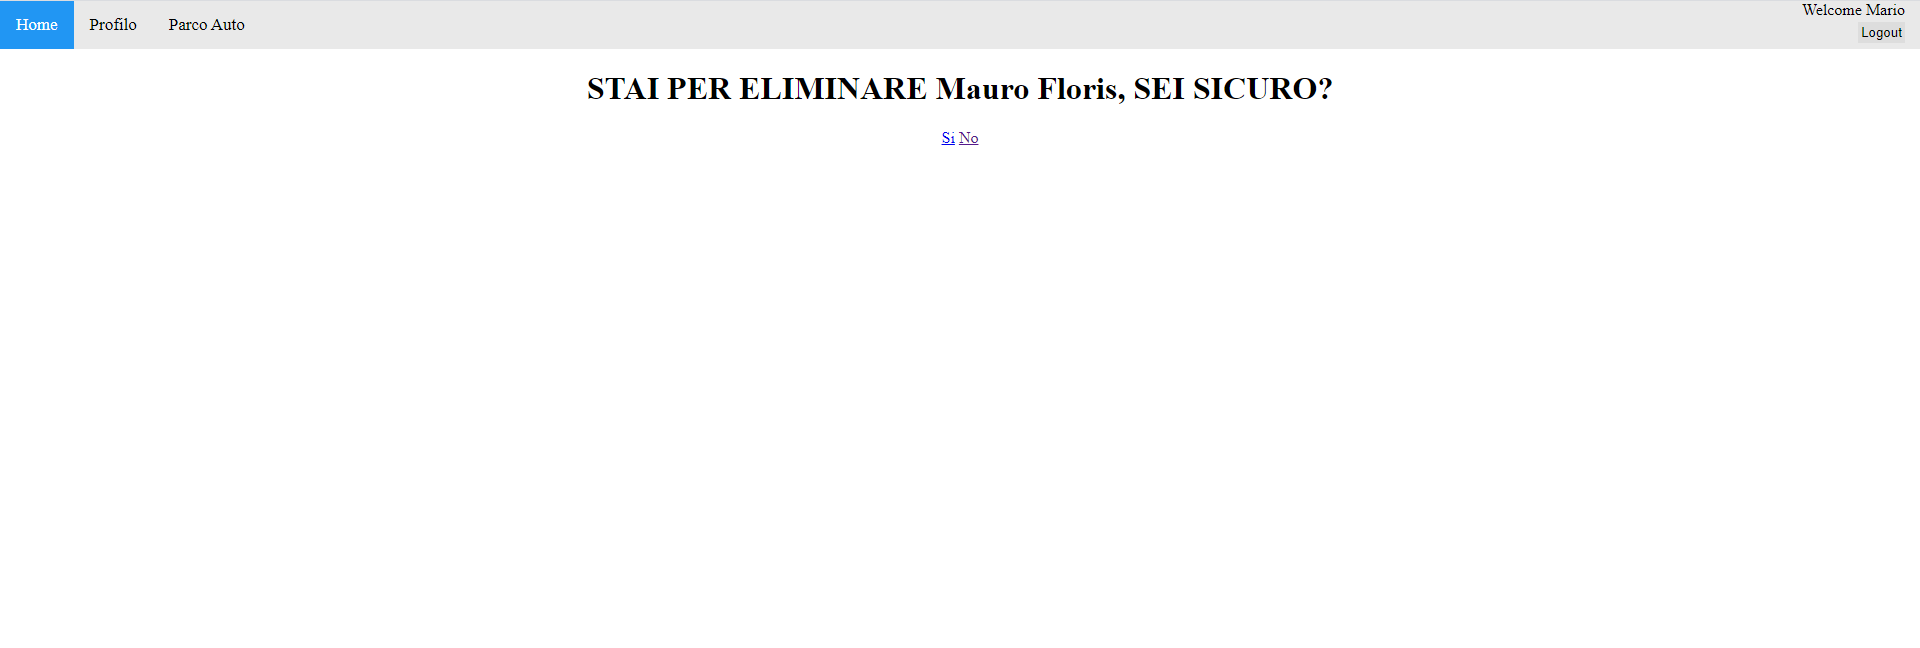 Home Profilo Parco Auto
Welcome Mario
Logout
STAI PER ELIMINARE Mauro Floris, SEI SICURO?
Si No